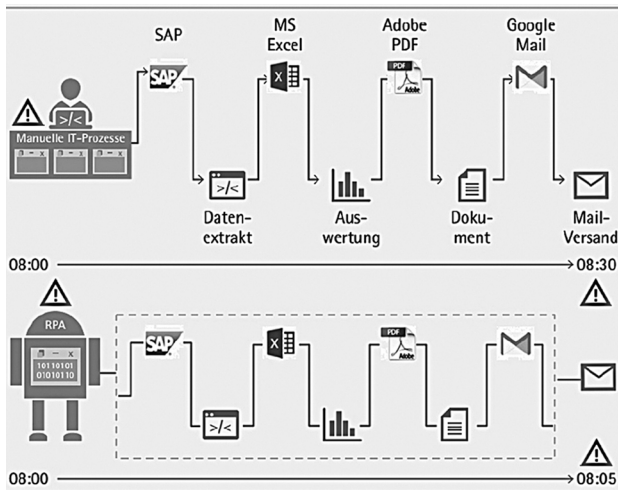 SAP
MS
Excel
Adobe
PDF
Google
Mail
SAP
X
PDF
Adobe
>/<
Manuelle IT-Prozesse
>/<
Daten-
extrakt
Aus-
wertung
Doku-
ment
Mail-
Versand
08:00
08:30
RPA
10110101
01010110
SAP
X
PDF
Adobe
>/<
08:00
08:05